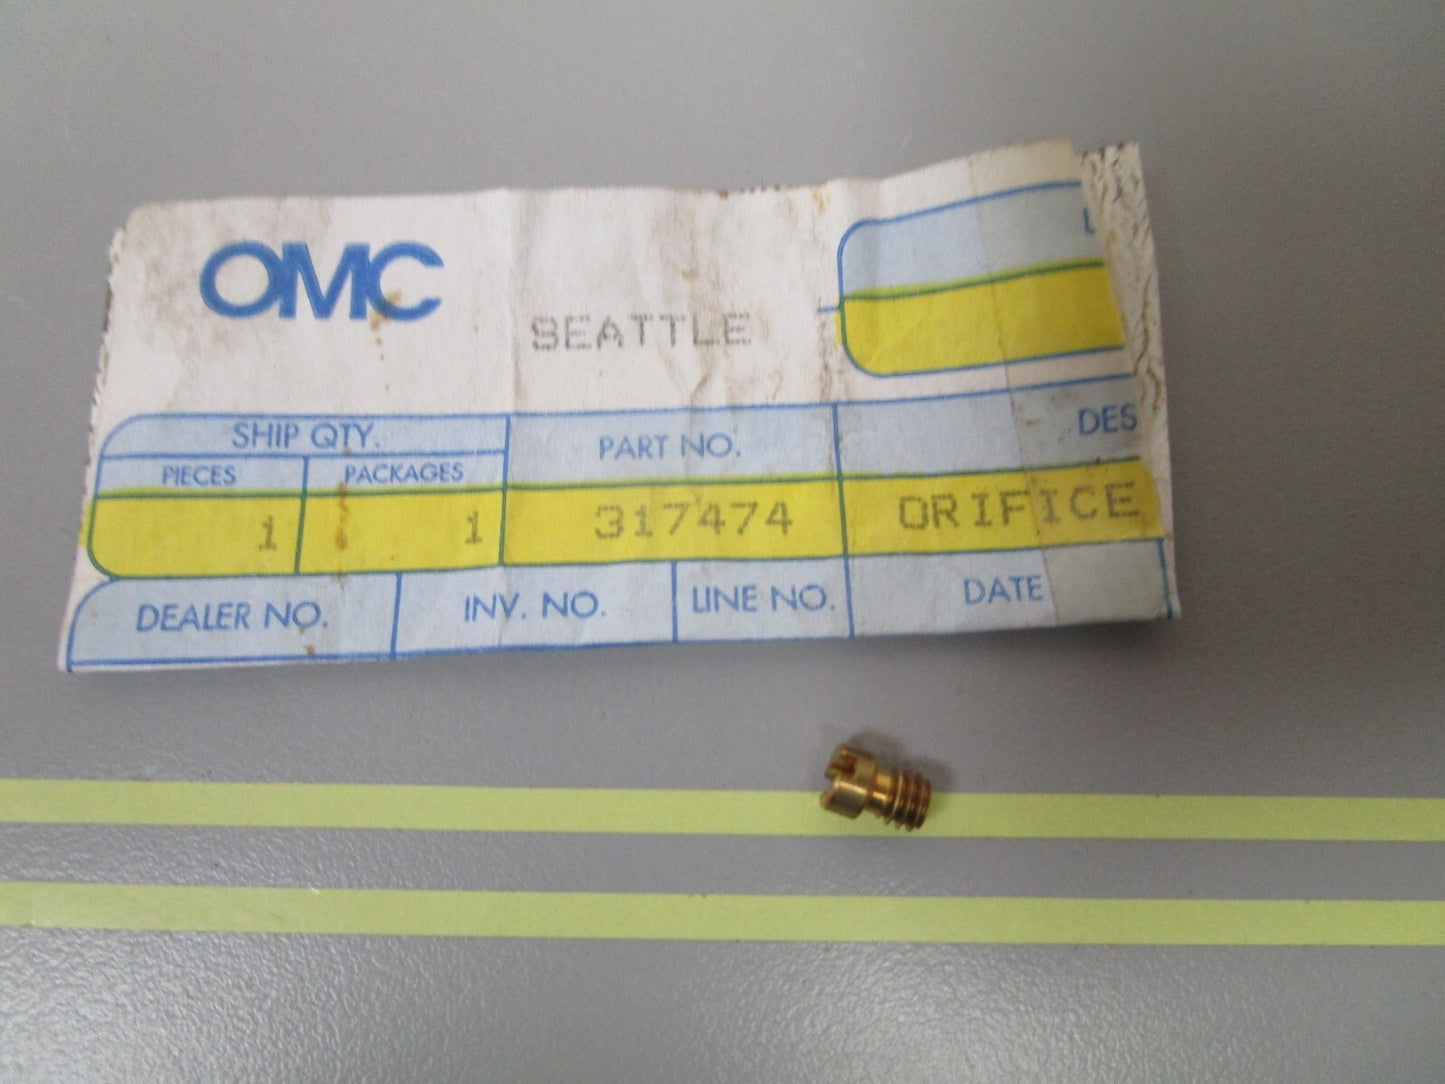 OMC
SEATTLE
SHIP QTY.
PIECES PACKAGES PART NO. DES
1 1 317474 ORIFICE
DEALER NO. INV. NO. LINE NO. DATE